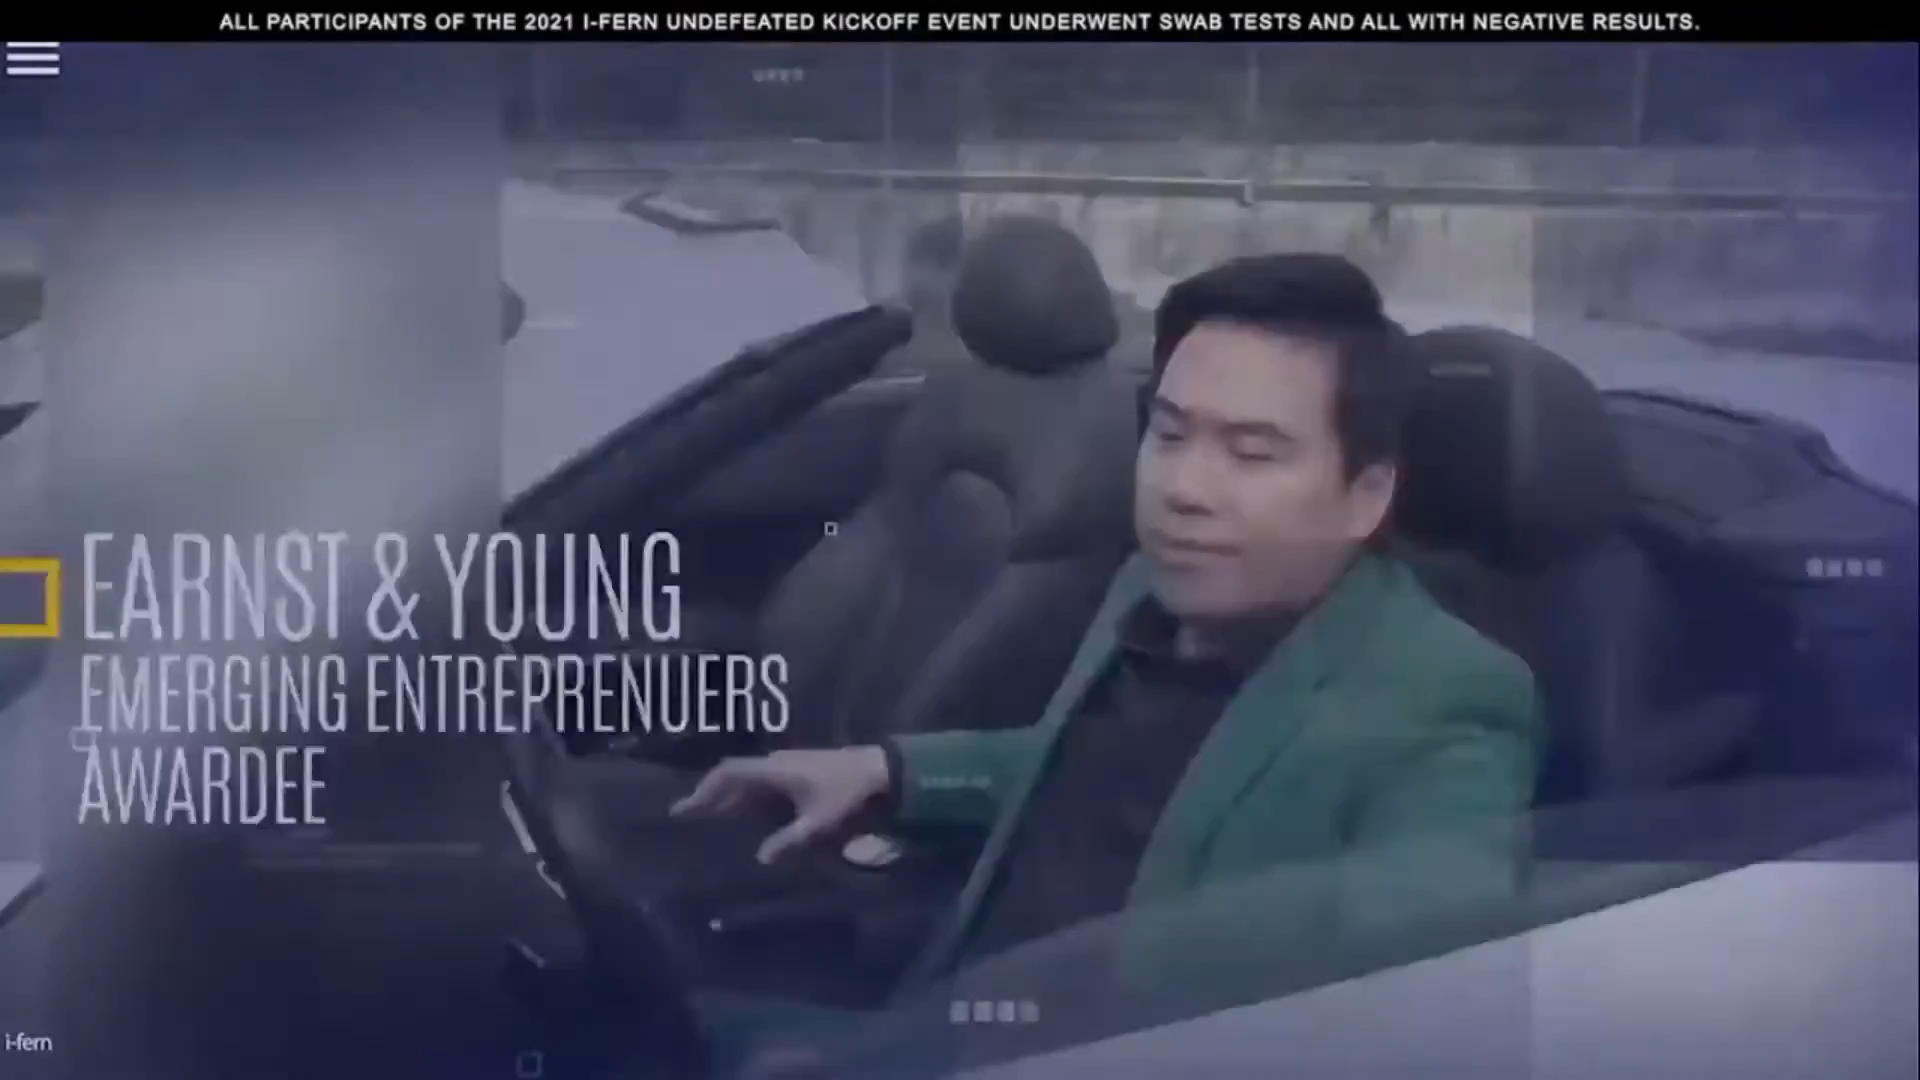 ALL PARTICIPANTS OF THE 2021 I-FERN UNDEFEATED KICKOFF EVENT UNDERWENT SWAB TESTS AND ALL WITH NEGATIVE RESULTS.
EARNST & YOUNG
EMERGING ENTREPRENUERS
AWARDEE
i-fern